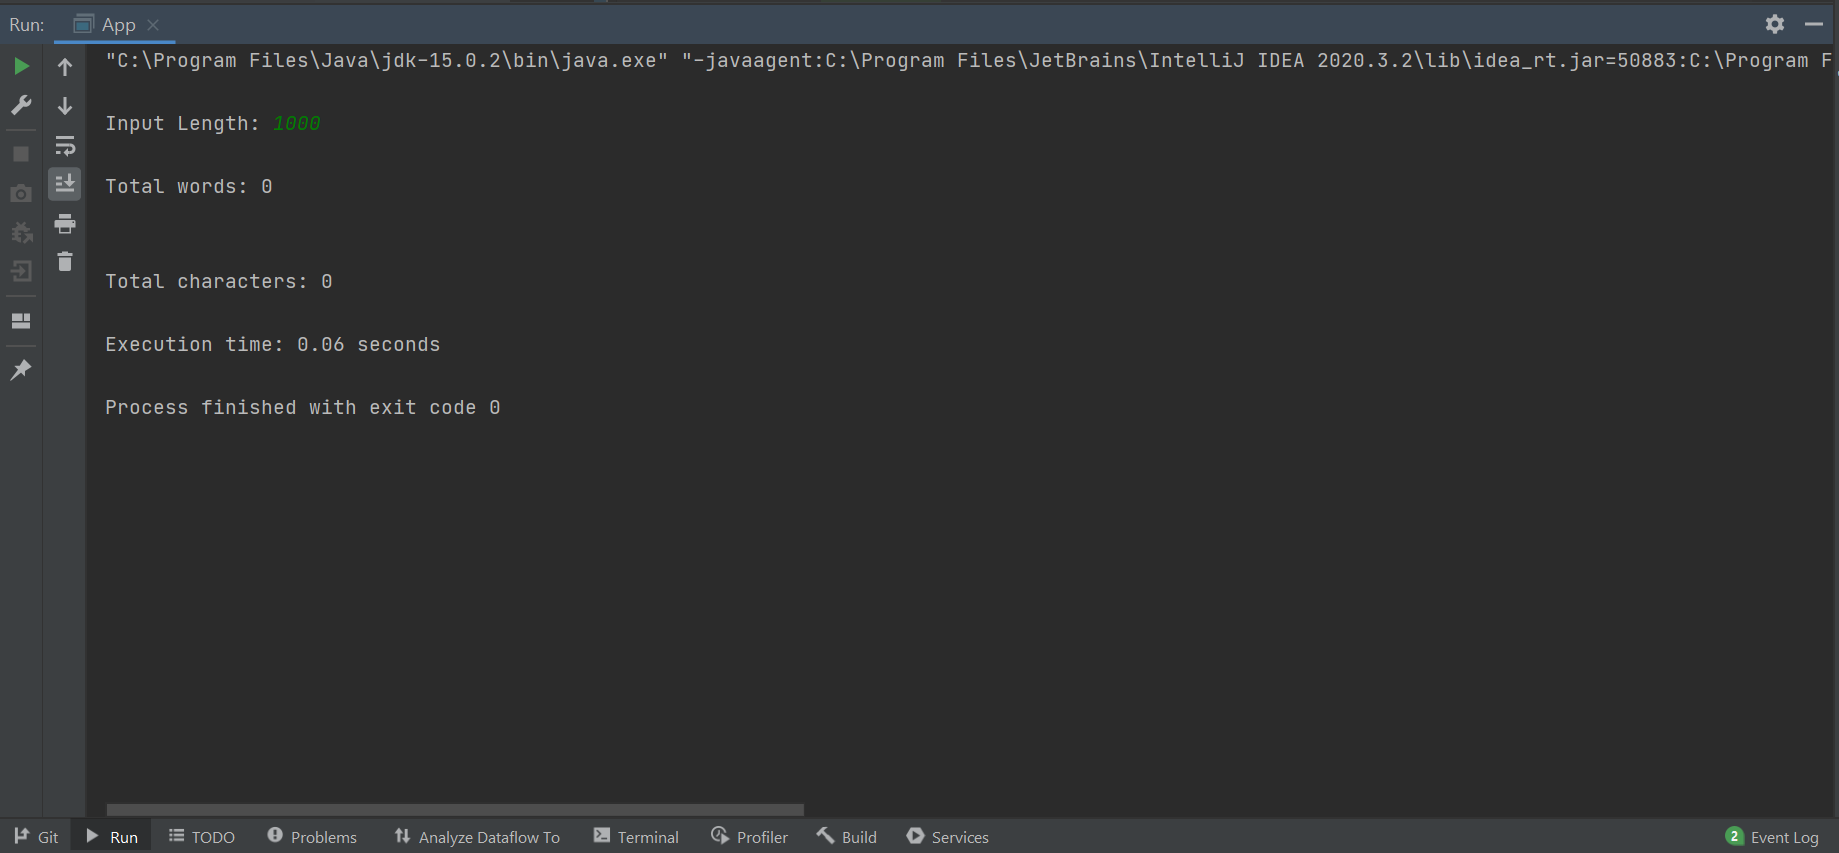 Run: App
"C:\Program Files\Java\jdk-15.0.2\bin\java.exe" "-javaagent:C:\Program Files\JetBrains\IntelliJ IDEA 2020.3.2\lib\idea_rt.jar=50883:C:\Program F
Input Length: 1000
Total words: 0
Total characters: 0
Execution time: 0.06 seconds
Process finished with exit code 0
Git Run TODO Problems Analyze Dataflow To Terminal Profiler Build Services 2 Event Log